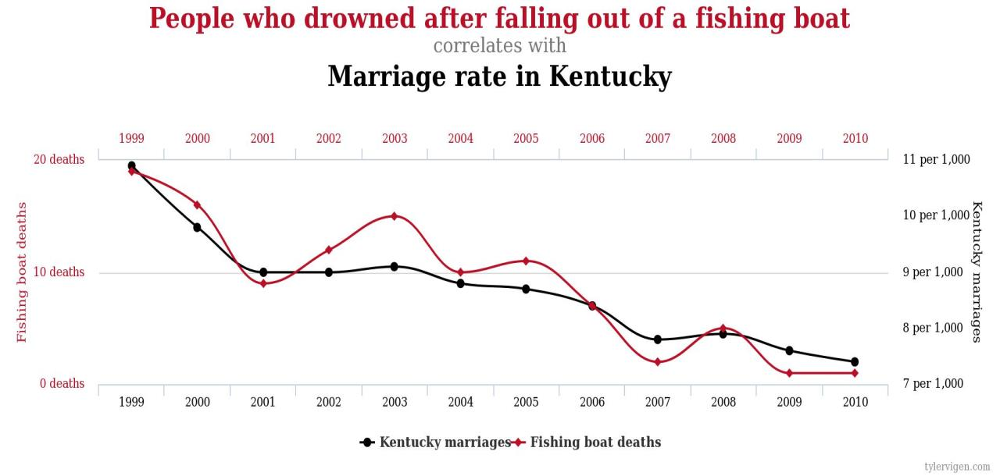 People who drowned after falling out of a fishing boat
correlates with
Marriage rate in Kentucky
1999 2000 2001 2002 2003 2004 2005 2006 2007 2008 2009 2010
20 deaths
11 per 1,000
10 per 1,000
10 deaths
9 per 1,000
8 per 1,000
0 deaths
7 per 1,000
Fishing boat deaths
Kentucky marriages
1999 2000 2001 2002 2003 2004 2005 2006 2007 2008 2009 2010
Kentucky marriages Fishing boat deaths
tylervigen.com